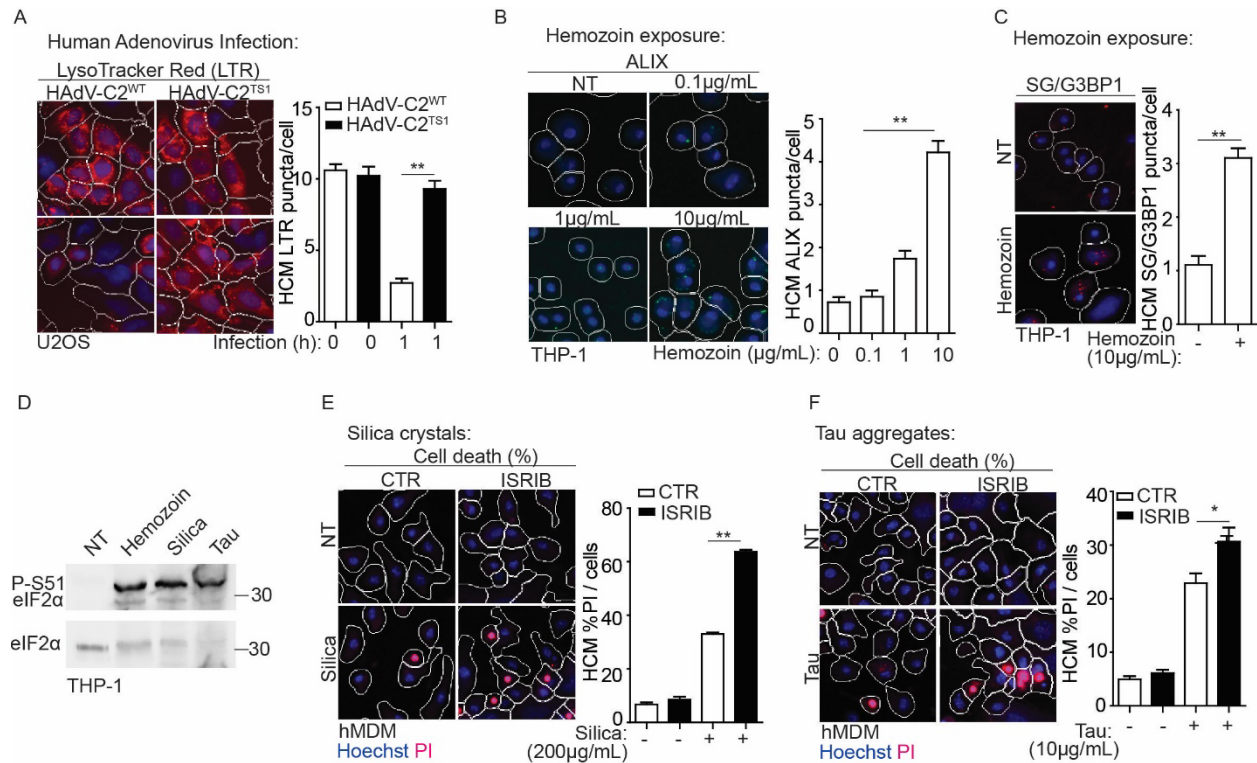 A
Human Adenovirus Infection:
LysoTracker Red (LTR)
HAdV-C2WT HAdV-C2TS1
U2OS
HCM LTR puncta/cell
15
10
5
0
HAdV-C2WT
HAdV-C2TS1
**
Infection (h): 0 0 1 1
B
Hemozoin exposure:
ALIX
NT 0.1µg/mL
1µg/mL 10µg/mL
THP-1
HCM ALIX puncta/cell
5
4
3
2
1
0
**
Hemozoin (µg/mL): 0 0.1 1 10
C
Hemozoin exposure:
SG/G3BP1
NT
Hemozoin
THP-1
HCM SG/G3BP1 puncta/cell
4
3
2
1
0
**
Hemozoin - +
(10µg/mL):
D
NT Hemozoin Silica Tau
P-S51
eIF2α
30
eIF2α
30
THP-1
E
Silica crystals:
Cell death (%)
CTR ISRIB
NT
Silica
hMDM
Hoechst PI
HCM %PI / cells
80
60
40
20
0
CTR
ISRIB
**
Silica: - - + +
(200µg/mL)
F
Tau aggregates:
Cell death (%)
CTR ISRIB
NT
Tau
hMDM
Hoechst PI
HCM %PI / cells
40
30
20
10
0
CTR
ISRIB
*
Tau: - - + +
(10µg/mL)